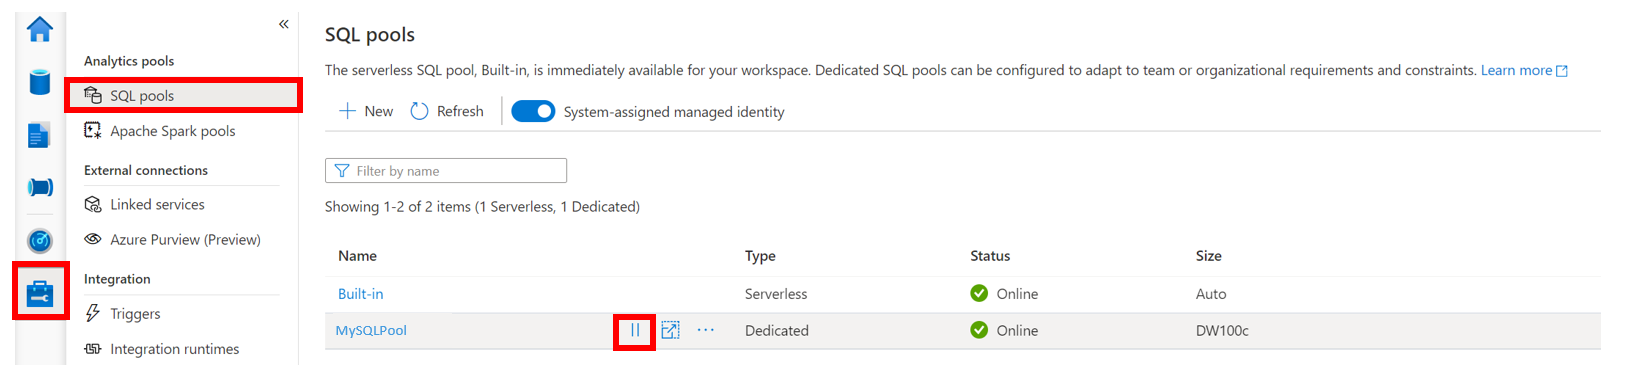 «
Analytics pools
SQL pools
Apache Spark pools
External connections
Linked services
Azure Purview (Preview)
Integration
Triggers
Integration runtimes
SQL pools
The serverless SQL pool, Built-in, is immediately available for your workspace. Dedicated SQL pools can be configured to adapt to team or organizational requirements and constraints. Learn more
New Refresh System-assigned managed identity
Filter by name
Showing 1-2 of 2 items (1 Serverless, 1 Dedicated)
Name Type Status Size
Built-in Serverless Online Auto
MySQLPool ··· Dedicated Online DW100c